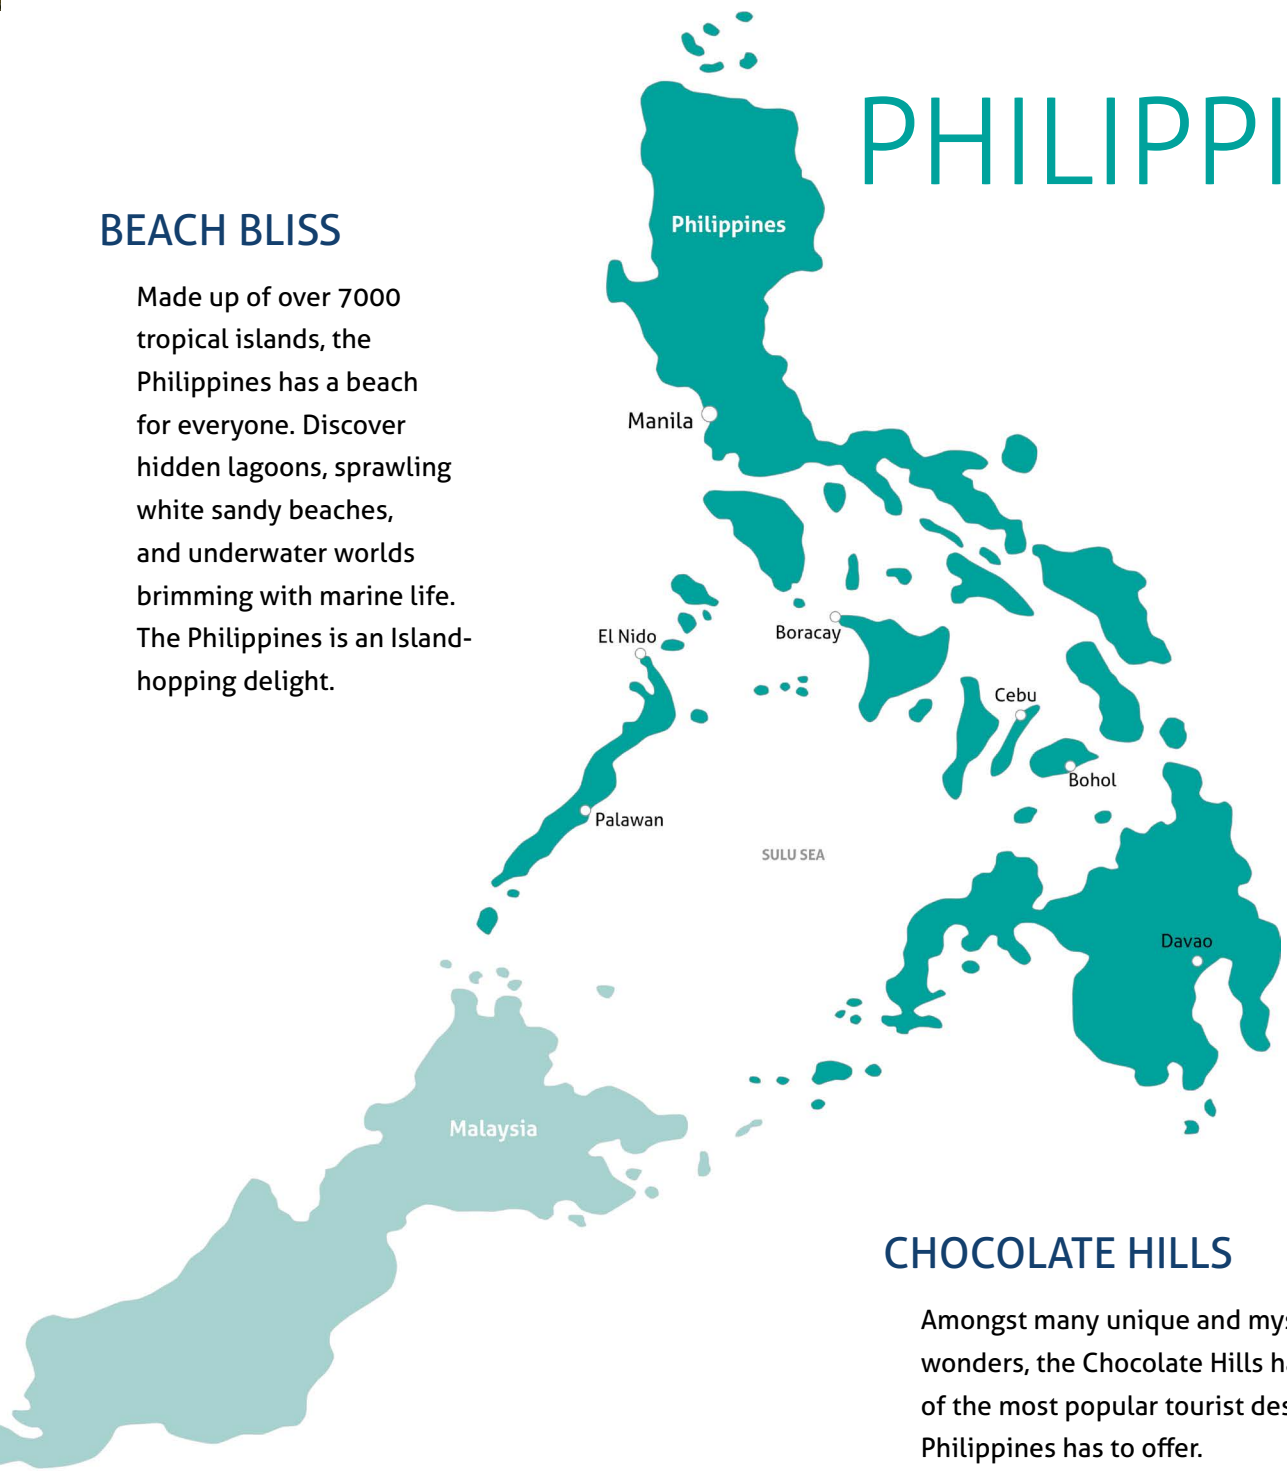 PHILIPPI
BEACH BLISS
Made up of over 7000
tropical islands, the
Philippines has a beach
for everyone. Discover
hidden lagoons, sprawling
white sandy beaches,
and underwater worlds
brimming with marine life.
The Philippines is an Island-
hopping delight.
Philippines
Manila
El Nido
Boracay
Cebu
Bohol
Palawan
SULU SEA
Davao
Malaysia
CHOCOLATE HILLS
Amongst many unique and mys
wonders, the Chocolate Hills ha
of the most popular tourist des
Philippines has to offer.